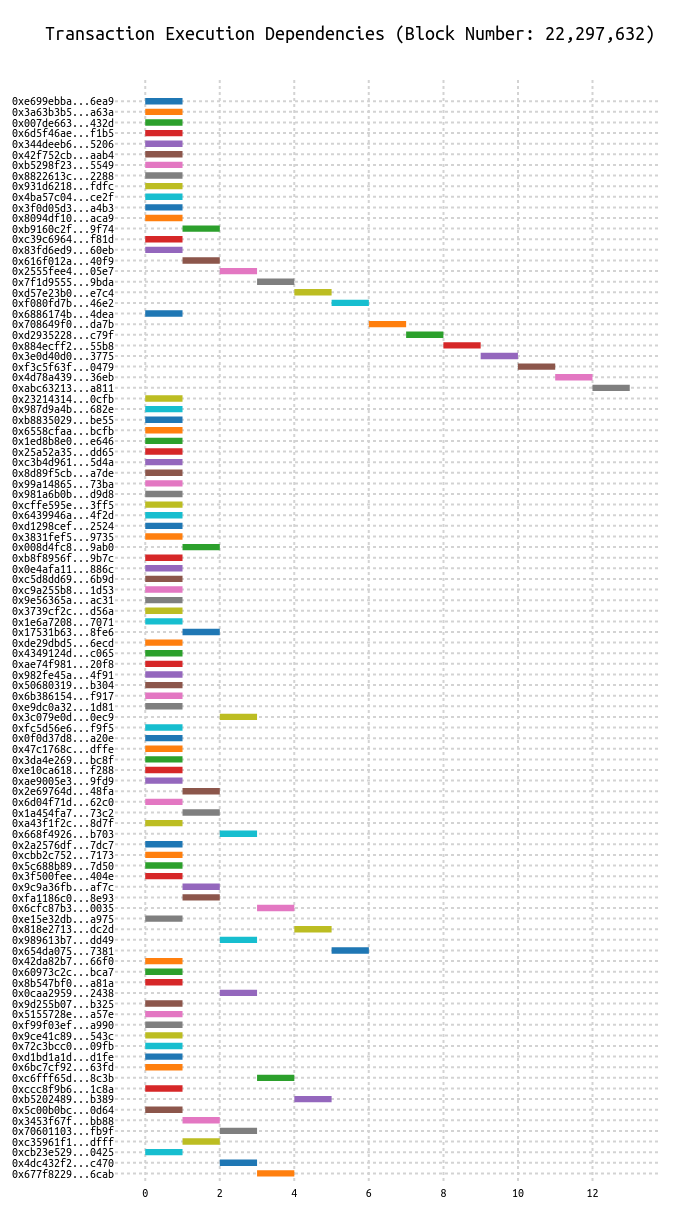 Transaction Execution Dependencies (Block Number: 22,297,632)
0xe699ebba...6ea9
0x3a63b3b5...a63a
0x007de663...432d
0x6d5f46ae...f1b5
0x344deeb6...5206
0x42f752cb...aab4
0xb5298f23...5549
0x8822613c...2288
0x931d6218...fdfc
0x4ba57c04...ce2f
0x3f0d05d3...a4b3
0x8094df10...aca9
0xb9160c2f...9f74
0xc39c6964...f81d
0x83fd6ed9...60eb
0x616f012a...40f9
0x2555fee4...05e7
0x7f1d9555...9bda
0xd57e23b0...e7c4
0xf080fd7b...46e2
0x6886174b...4dea
0x708649f0...da7b
0xd2935228...c79f
0x884ecff2...55b8
0x3e0d40d0...3775
0xf3c5f63f...0479
0x4d78a439...36eb
0xabc63213...a811
0x23214314...0cfb
0x987d9a4b...682e
0xb8835029...be55
0x6558cfaa...bcfb
0x1ed8b8e0...e646
0x25a52a35...dd65
0xc3b4d961...5d4a
0x8d89f5cb...a7de
0x99a14865...73ba
0x981a6b0b...d9d8
0xcffe595e...3ff5
0x6439946a...4f2d
0xd1298cef...2524
0x3831fef5...9735
0x008d4fc8...9ab0
0xb8f8956f...9b7c
0x0e4afa11...886c
0xc5d8dd69...6b9d
0xc9a255b8...1d53
0x9e56365a...ac31
0x3739cf2c...d56a
0x1e6a7208...7071
0x17531b63...8fe6
0xde29dbd5...6ecd
0x4349124d...c065
0xae74f981...20f8
0x982fe45a...4f91
0x50680319...b304
0x6b386154...f917
0xe9dc0a32...1d81
0x3c079e0d...0ec9
0xfc5d56e6...f9f5
0x0f0d37d8...a20e
0x47c1768c...dffe
0x3da4e269...bc8f
0xe10ca618...f288
0xae9005e3...9fd9
0x2e69764d...48fa
0x6d04f71d...62c0
0x1a454fa7...73c2
0xa43f1f2c...8d7f
0x668f4926...b703
0x2a2576df...7dc7
0xcbb2c752...7173
0x5c688b89...7d50
0x3f500fee...404e
0x9c9a36fb...af7c
0xfa1186c0...8e93
0x6cfc87b3...0035
0xe15e32db...a975
0x818e2713...dc2d
0x989613b7...dd49
0x654da075...7381
0x42da82b7...66f0
0x60973c2c...bca7
0x8b547bf0...a81a
0x0caa2959...2438
0x9d255b07...b325
0x5155728e...a57e
0xf99f03ef...a990
0x9ce41c89...543c
0x72c3bcc0...09fb
0xd1bd1a1d...d1fe
0x6bc7cf92...63fd
0xc6fff65d...8c3b
0xccc8f9b6...1c8a
0xb5202489...b389
0x5c00b0bc...0d64
0x3453f67f...bb88
0x70601103...fb9f
0xc35961f1...dfff
0xcb23e529...0425
0x4dc432f2...c470
0x677f8229...6cab
0 2 4 6 8 10 12